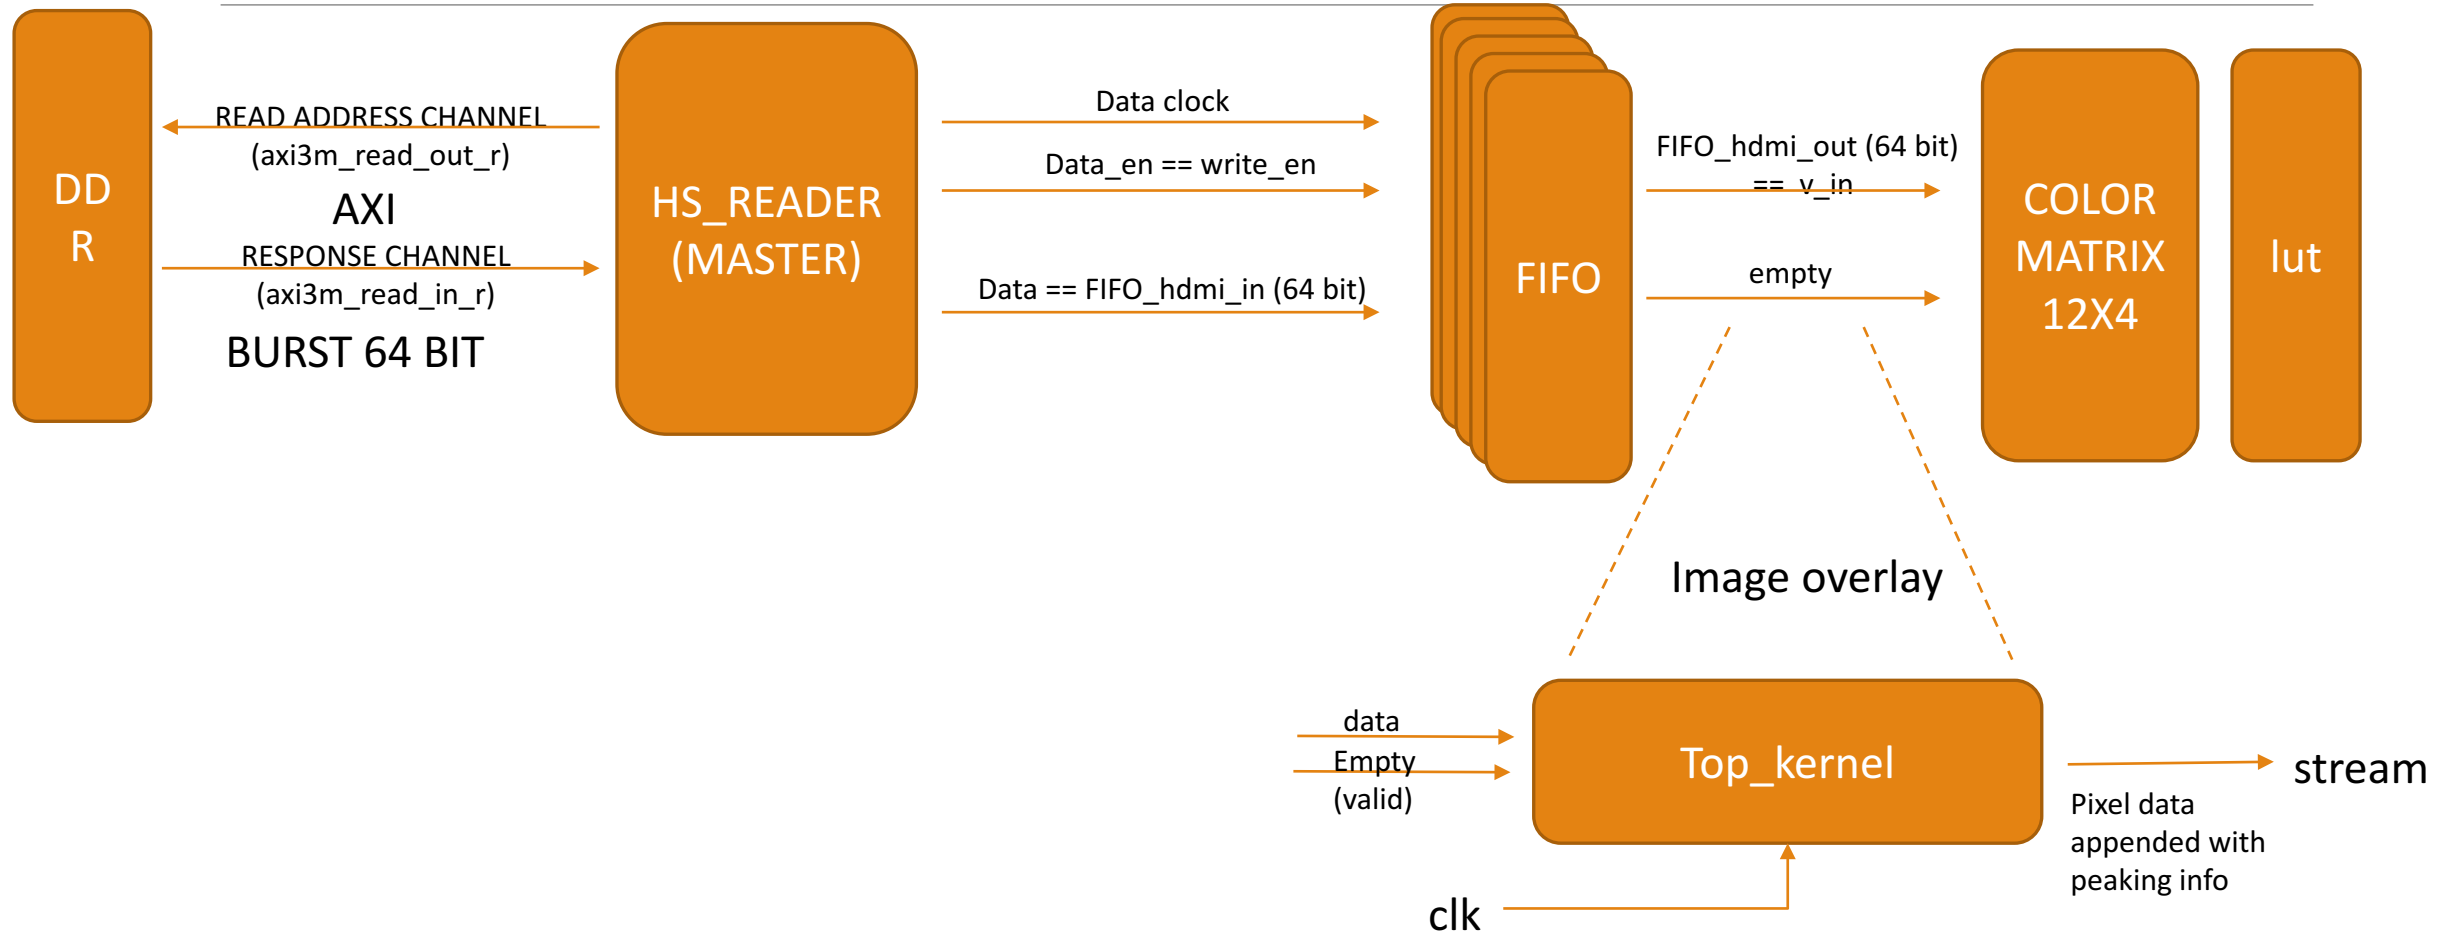 DD
R
READ ADDRESS CHANNEL
(axi3m_read_out_r)
AXI
RESPONSE CHANNEL
(axi3m_read_in_r)
BURST 64 BIT
HS_READER
(MASTER)
Data clock
Data_en == write_en
Data == FIFO_hdmi_in (64 bit)
FIFO
FIFO_hdmi_out (64 bit)
== v_in
empty
COLOR
MATRIX
12X4
lut
Image overlay
data
Empty
(valid)
Top_kernel
clk
stream
Pixel data
appended with
peaking info